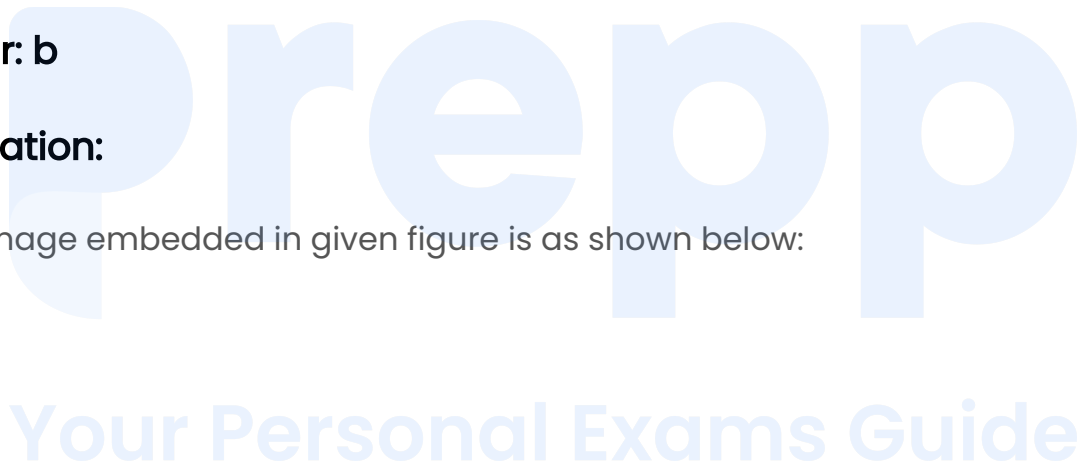 r: b
ation:
nage embedded in given figure is as shown below:
Prepp
Your Personal Exams Guide